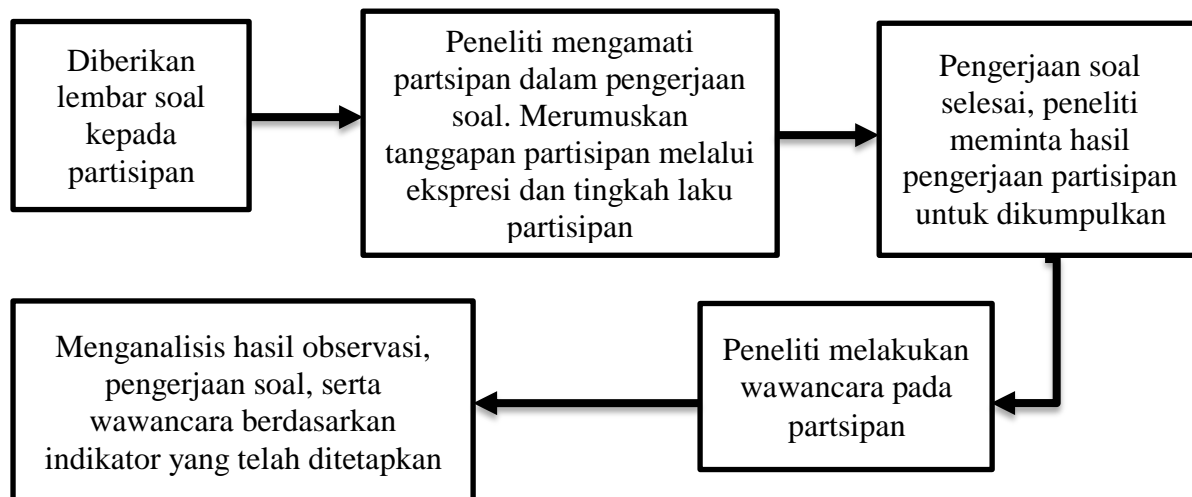 Diberikan
lembar soal
kepada
partisipan
Peneliti mengamati
partsipan dalam pengerjaan
soal. Merumuskan
tanggapan partisipan melalui
ekspresi dan tingkah laku
partisipan
Pengerjaan soal
selesai, peneliti
meminta hasil
pengerjaan partisipan
untuk dikumpulkan
Peneliti melakukan
wawancara pada
partsipan
Menganalisis hasil observasi,
pengerjaan soal, serta
wawancara berdasarkan
indikator yang telah ditetapkan